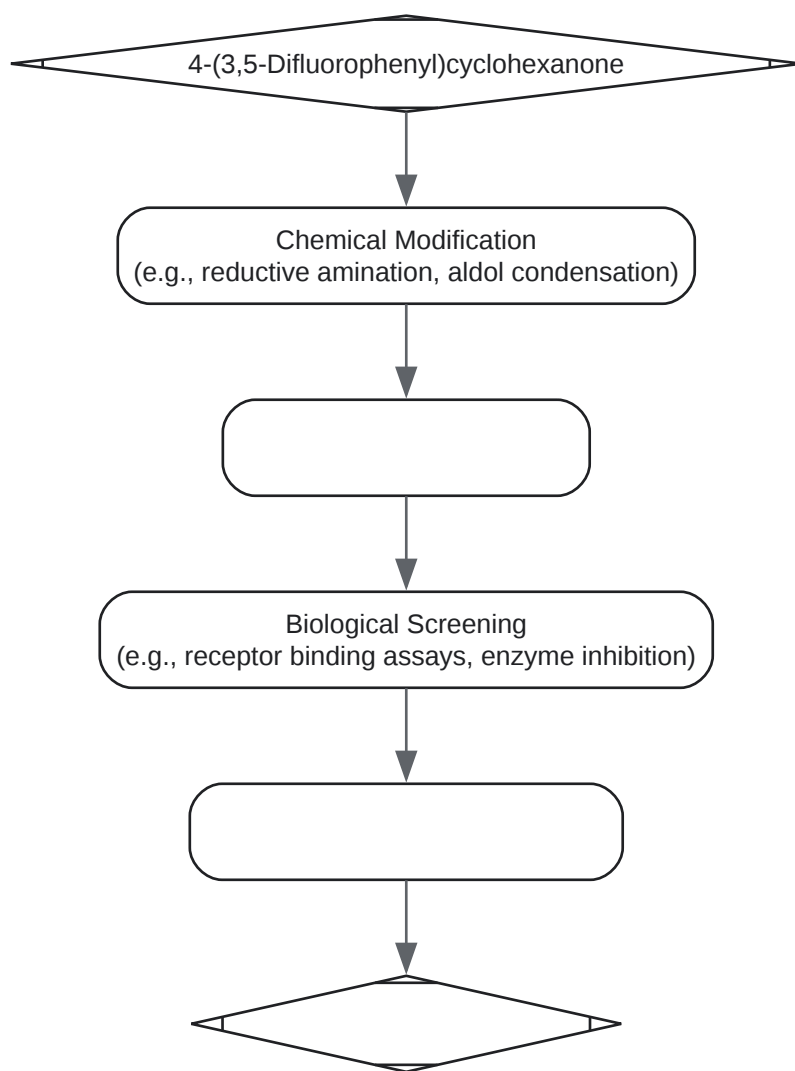 4-(3,5-Difluorophenyl)cyclohexanone
Chemical Modification
(e.g., reductive amination, aldol condensation)
Biological Screening
(e.g., receptor binding assays, enzyme inhibition)